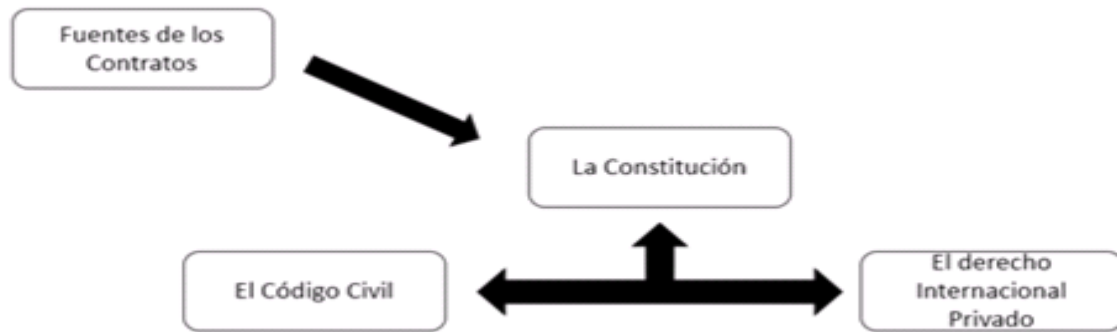 Fuentes de los
Contratos
La Constitución
El Código Civil
El derecho
Internacional
Privado